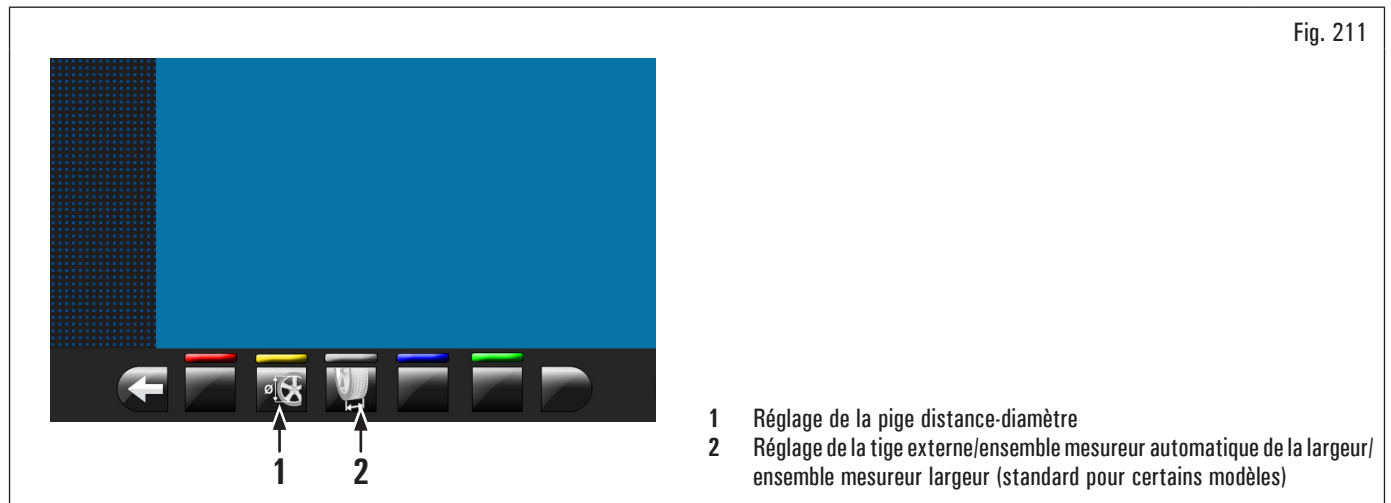 Fig. 211
ø
1
2
1 Réglage de la pige distance-diamètre
2 Réglage de la tige externe/ensemble mesureur automatique de la largeur/
ensemble mesureur largeur (standard pour certains modèles)